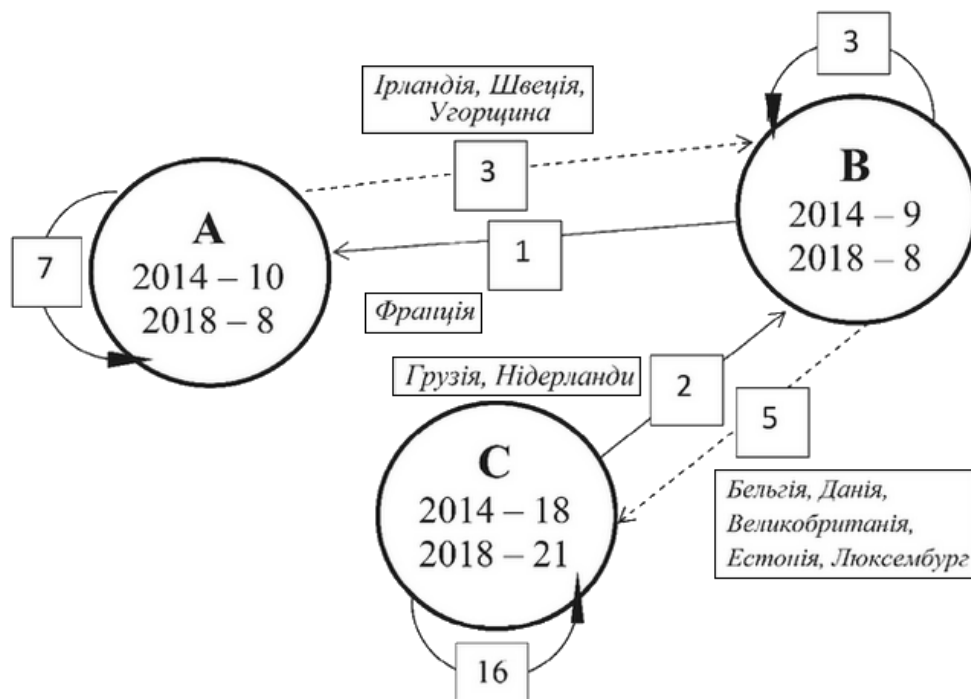 3
Ірландія, Швеція,
Угорщина
3
B
2014 – 9
2018 – 8
A
2014 – 10
2018 – 8
7
1
Франція
Грузія, Нідерланди
2
5
C
2014 – 18
2018 – 21
Бельгія, Данія,
Великобританія,
Естонія, Люксембург
16